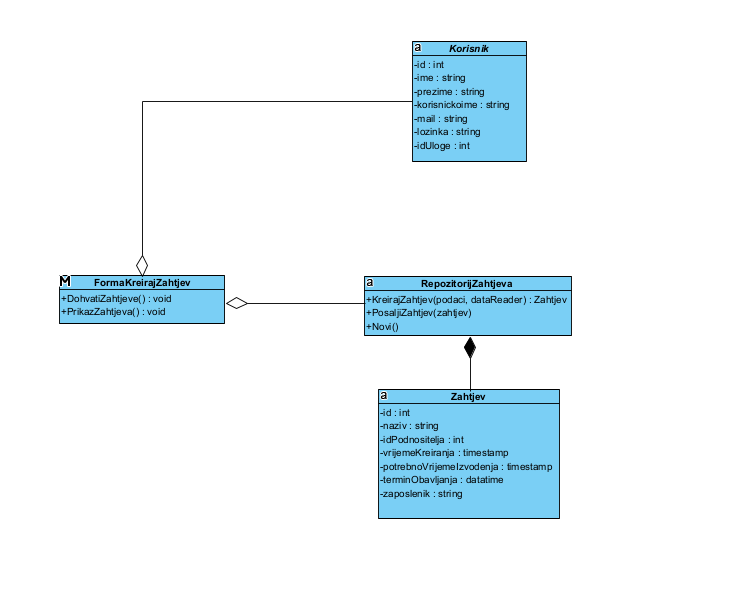 a
Korisnik
-id : int
-ime : string
-prezime : string
-korisnickoime : string
-mail : string
-lozinka : string
-idUloge : int
M
FormaKreirajZahtjev
+DohvatiZahtjeve() : void
+PrikazZahtjeva() : void
a
RepozitorijZahtjeva
+KreirajZahtjev(podaci, dataReader) : Zahtjev
+PosaljiZahtjev(zahtjev)
+Novi()
a
Zahtjev
-id : int
-naziv : string
-idPodnositelja : int
-vrijemeKreiranja : timestamp
-potrebnoVrijemeIzvodenja : timestamp
-terminObavljanja : datatime
-zaposlenik : string